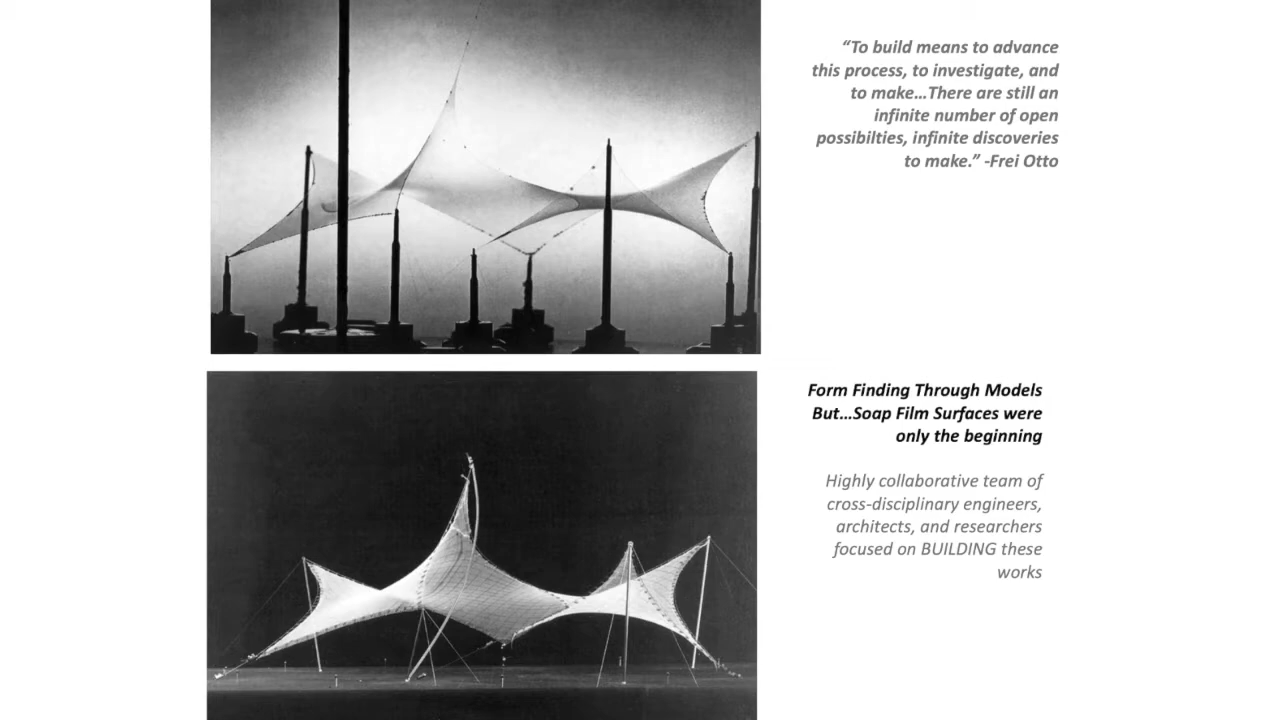 “To build means to advance
this process, to investigate, and
to make…There are still an
infinite number of open
possibilties, infinite discoveries
to make.” -Frei Otto
Form Finding Through Models
But…Soap Film Surfaces were
only the beginning
Highly collaborative team of
cross-disciplinary engineers,
architects, and researchers
focused on BUILDING these
works